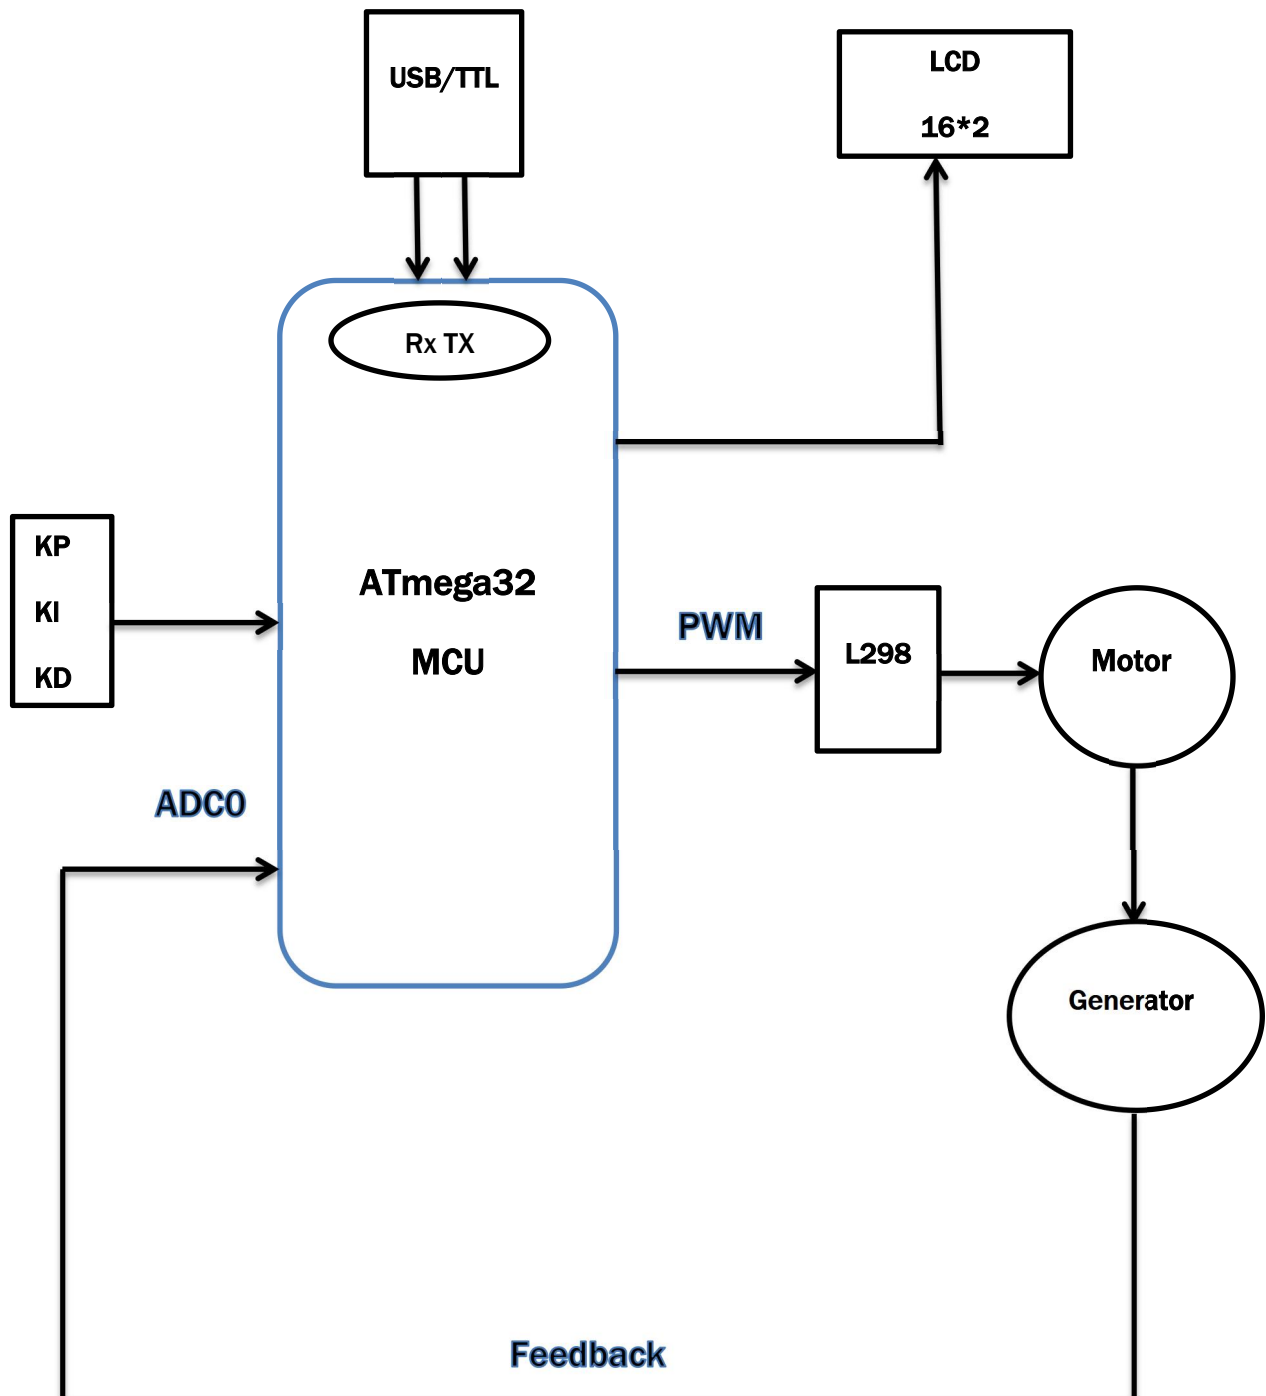 USB/TTL
LCD
16*2
Rx TX
KP
KI
KD
ATmega32
MCU
PWM
L298
Motor
ADC0
Generator
Feedback